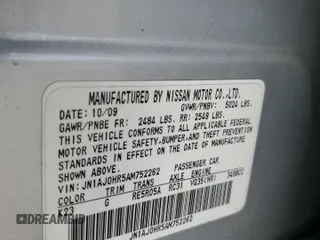 MANUFACTURED BY NISSAN MOTOR CO.,LTD.
DATE: 10/09 GVWR/PNBV: 5024 LBS.
GAWR/PNBE FR: 2484 LBS. RR: 2549 LBS.
THIS VEHICLE CONFORMS TO ALL APPLICABLE FEDERAL
MOTOR VEHICLE SAFETY, BUMPER, AND THEFT PREVENTION
STANDARDS IN EFFECT ON THE DATE OF MANUFACTURE
SHOWN ABOVE.
VIN: JN1AJ0HR5AM752262 PASSENGER CAR
COLOR TRIM TRANS AXLE ENGINE
K23 G RE5R05A RC31 VQ35(HR)
JN1AJ0HR5AM752262
DREAMBID